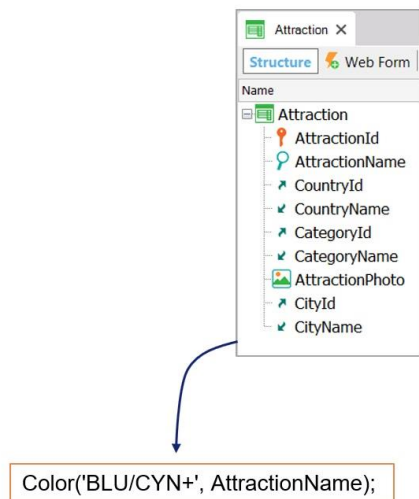 Attraction
Structure Web Form
Name
Attraction
AttractionId
AttractionName
CountryId
CountryName
CategoryId
CategoryName
AttractionPhoto
CityId
CityName
Color('BLU/CYN+', AttractionName);